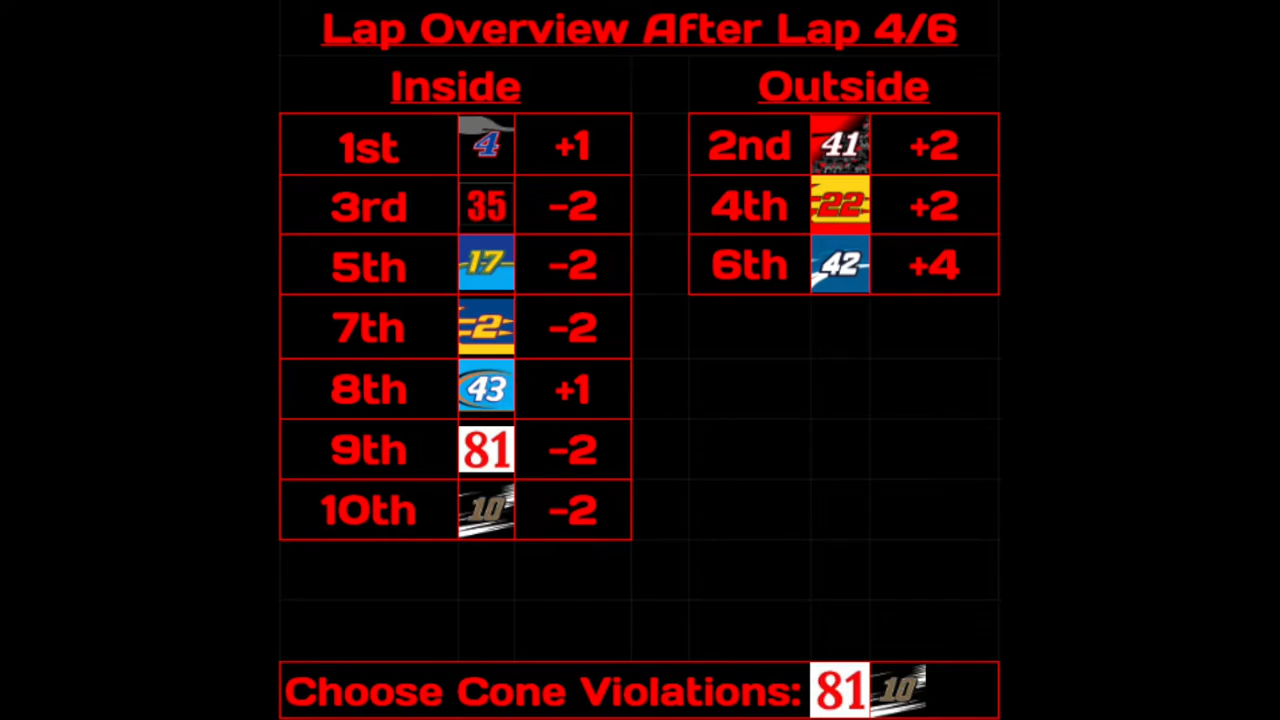 Lap Overview After Lap 4/6
Inside Outside
1st 4 +1 2nd 41 +2
3rd 35 -2 4th 22 +2
5th 17 -2 6th 42 +4
7th 2 -2
8th 43 +1
9th 81 -2
10th 10 -2
Choose Cone Violations: 81 10